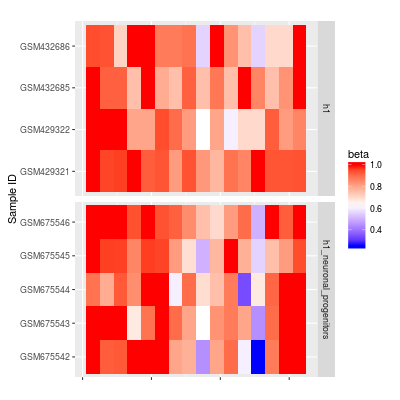 Sample ID
GSM432686
GSM432685
GSM429322
GSM429321
h1
GSM675546
GSM675545
GSM675544
GSM675543
GSM675542
h1_neuronal_progenitors
beta
1.0
0.8
0.6
0.4